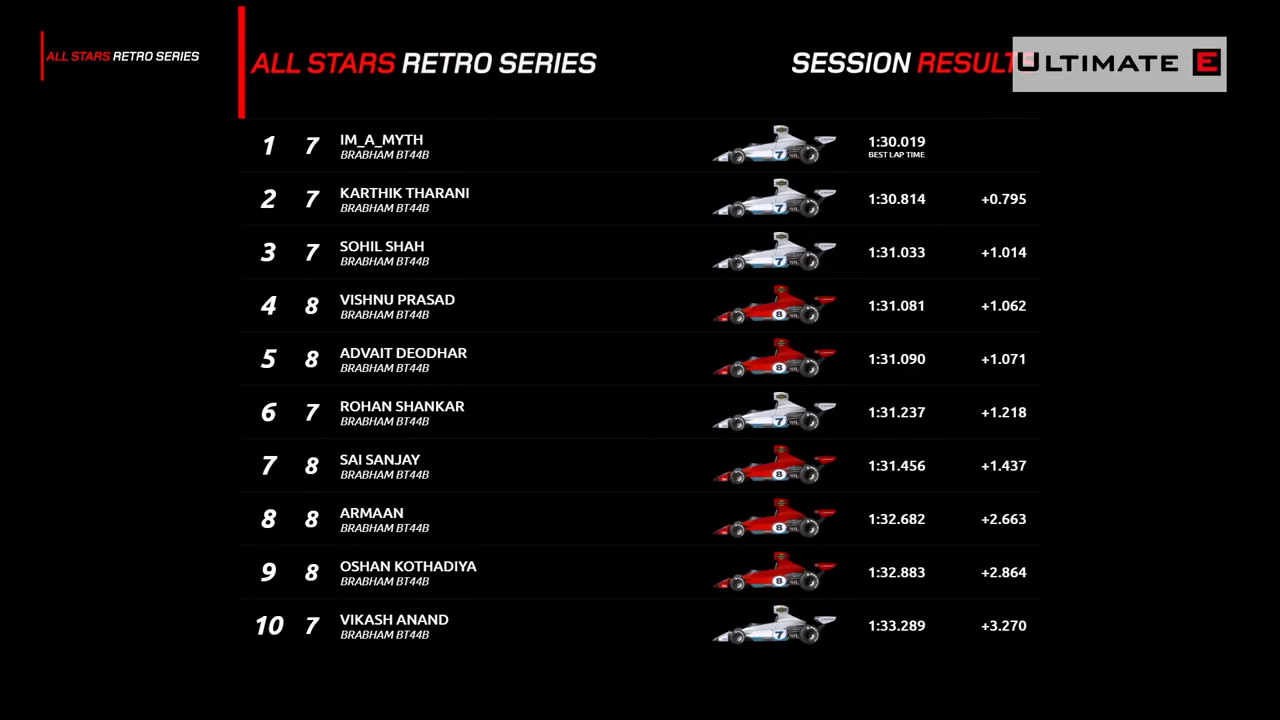 ALL STARS RETRO SERIES
ALL STARS RETRO SERIES
SESSION RESULTS
ULTIMATE E
1 7 IM_A_MYTH 1:30.019
BRABHAM BT44B BEST LAP TIME
2 7 KARTHIK THARANI 1:30.814 +0.795
BRABHAM BT44B
3 7 SOHIL SHAH 1:31.033 +1.014
BRABHAM BT44B
4 8 VISHNU PRASAD 1:31.081 +1.062
BRABHAM BT44B
5 8 ADVAIT DEODHAR 1:31.090 +1.071
BRABHAM BT44B
6 7 ROHAN SHANKAR 1:31.237 +1.218
BRABHAM BT44B
7 8 SAI SANJAY 1:31.456 +1.437
BRABHAM BT44B
8 8 ARMAAN 1:32.682 +2.663
BRABHAM BT44B
9 8 OSHAN KOTHADIYA 1:32.883 +2.864
BRABHAM BT44B
10 7 VIKASH ANAND 1:33.289 +3.270
BRABHAM BT44B